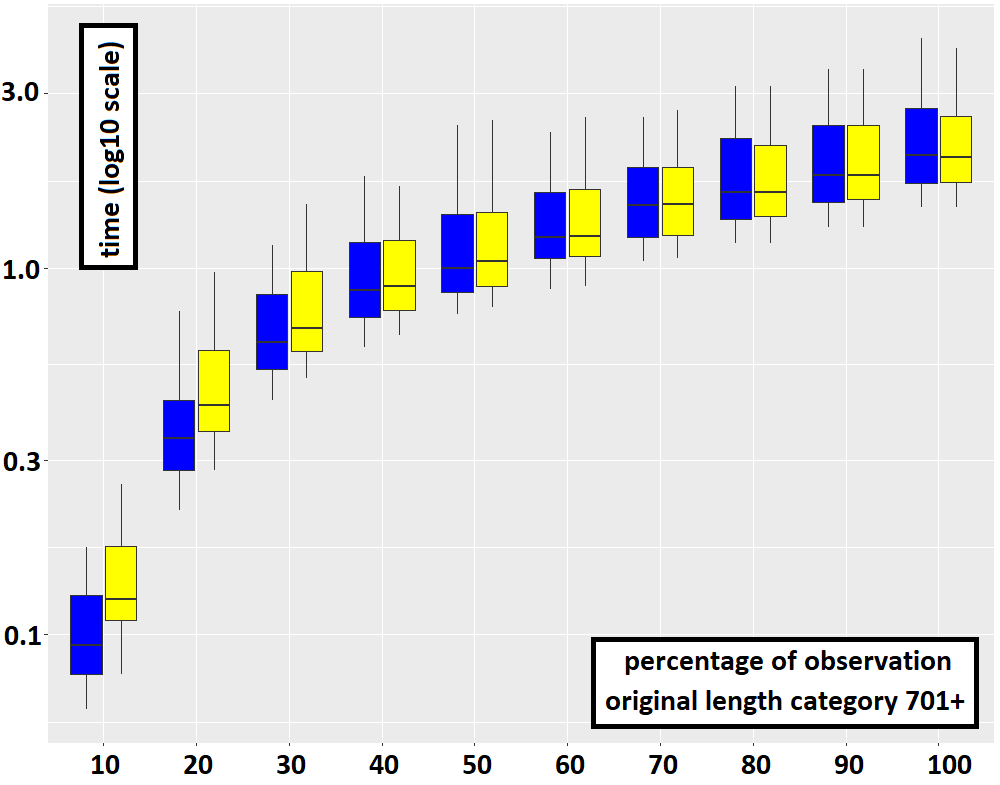 time (log10 scale)
3.0
1.0
0.3
0.1
percentage of observation
original length category 701+
10 20 30 40 50 60 70 80 90 100